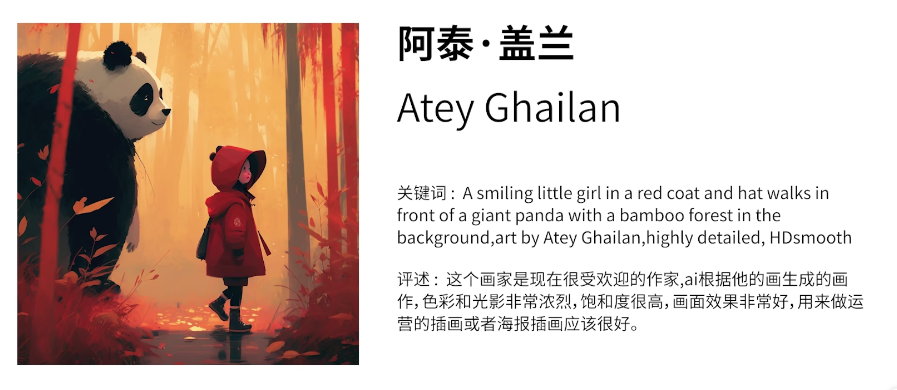 阿泰·盖兰
Atey Ghailan
关键词：A smiling little girl in a red coat and hat walks in
front of a giant panda with a bamboo forest in the
background,art by Atey Ghailan,highly detailed, HDsmooth
评述：这个画家是现在很受欢迎的作家,ai根据他的画生成的画
作，色彩和光影非常浓烈，饱和度很高，画面效果非常好，用来做运
营的插画或者海报插画应该很好。